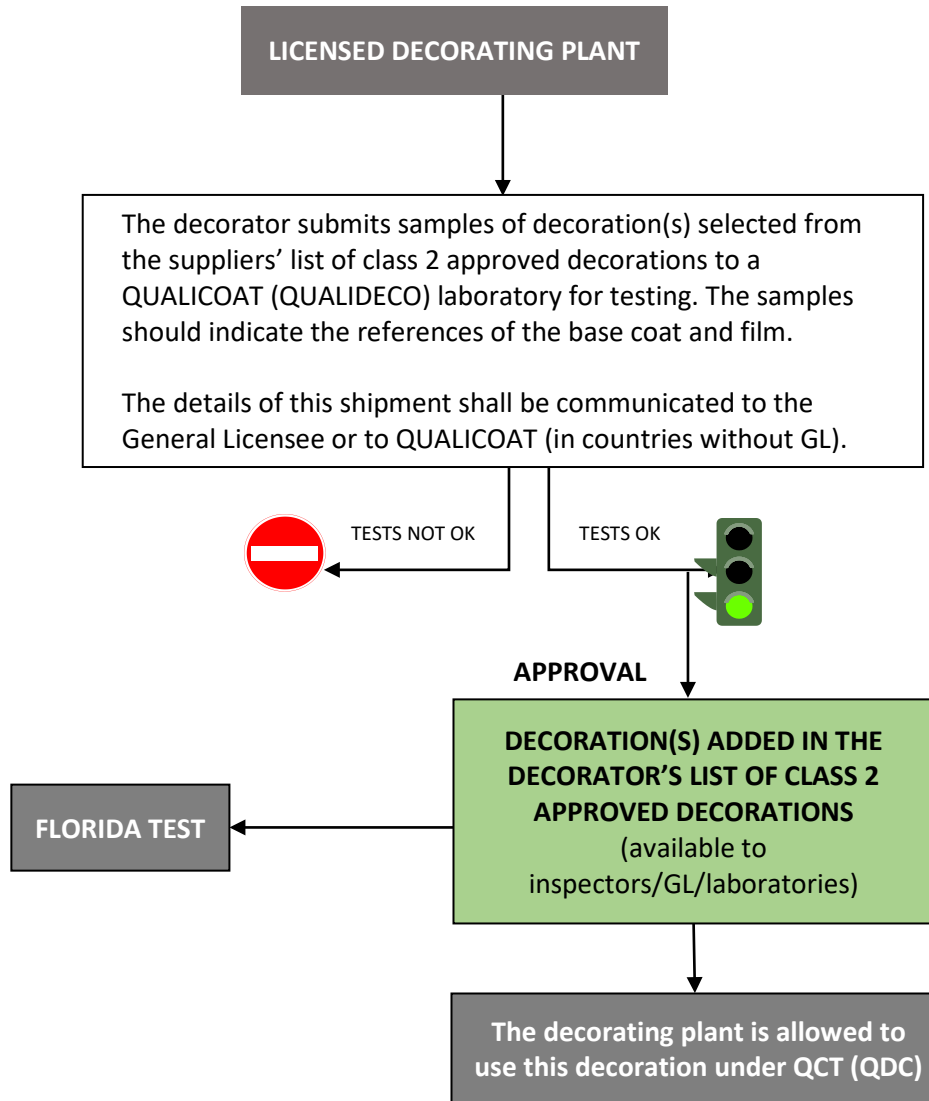 LICENSED DECORATING PLANT
The decorator submits samples of decoration(s) selected from
the suppliers’ list of class 2 approved decorations to a
QUALICOAT (QUALIDECO) laboratory for testing. The samples
should indicate the references of the base coat and film.
The details of this shipment shall be communicated to the
General Licensee or to QUALICOAT (in countries without GL).
TESTS NOT OK
TESTS OK
APPROVAL
DECORATION(S) ADDED IN THE
DECORATOR’S LIST OF CLASS 2
APPROVED DECORATIONS
(available to
inspectors/GL/laboratories)
FLORIDA TEST
The decorating plant is allowed to
use this decoration under QCT (QDC)